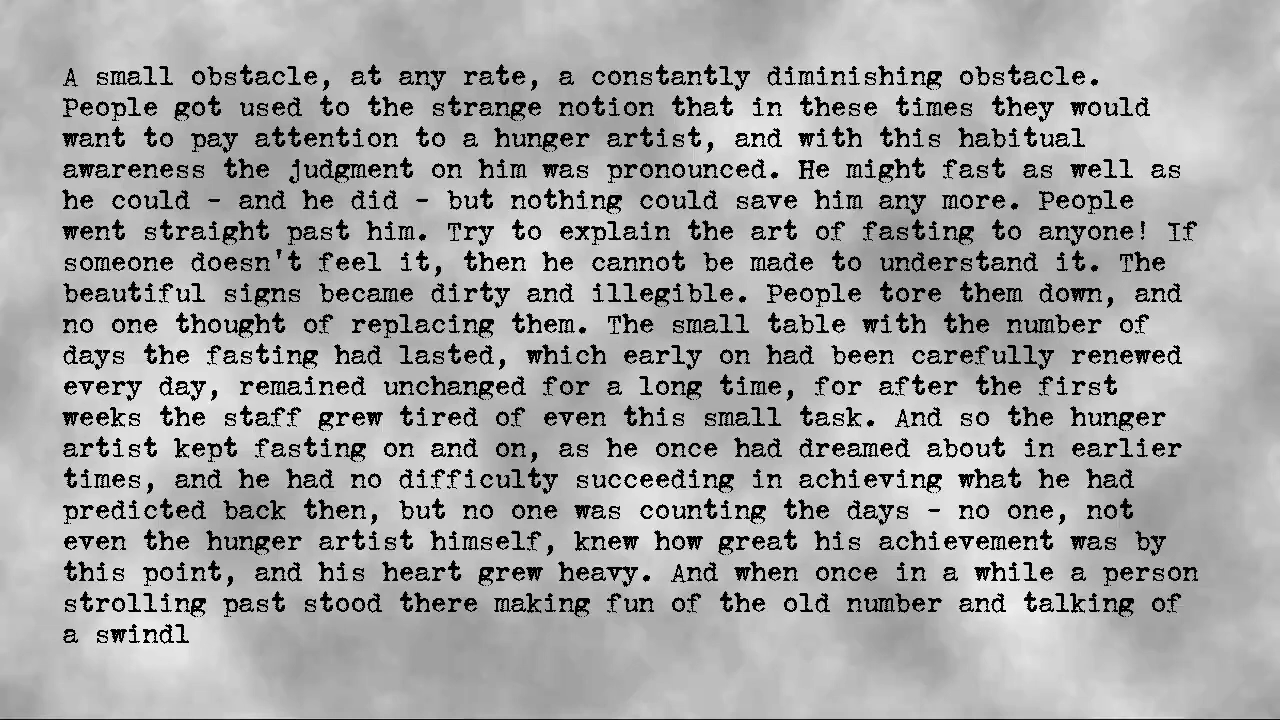 A small obstacle, at any rate, a constantly diminishing obstacle.
People got used to the strange notion that in these times they would
want to pay attention to a hunger artist, and with this habitual
awareness the judgment on him was pronounced. He might fast as well as
he could - and he did - but nothing could save him any more. People
went straight past him. Try to explain the art of fasting to anyone! If
someone doesn't feel it, then he cannot be made to understand it. The
beautiful signs became dirty and illegible. People tore them down, and
no one thought of replacing them. The small table with the number of
days the fasting had lasted, which early on had been carefully renewed
every day, remained unchanged for a long time, for after the first
weeks the staff grew tired of even this small task. And so the hunger
artist kept fasting on and on, as he once had dreamed about in earlier
times, and he had no difficulty succeeding in achieving what he had
predicted back then, but no one was counting the days - no one, not
even the hunger artist himself, knew how great his achievement was by
this point, and his heart grew heavy. And when once in a while a person
strolling past stood there making fun of the old number and talking of
a swindl